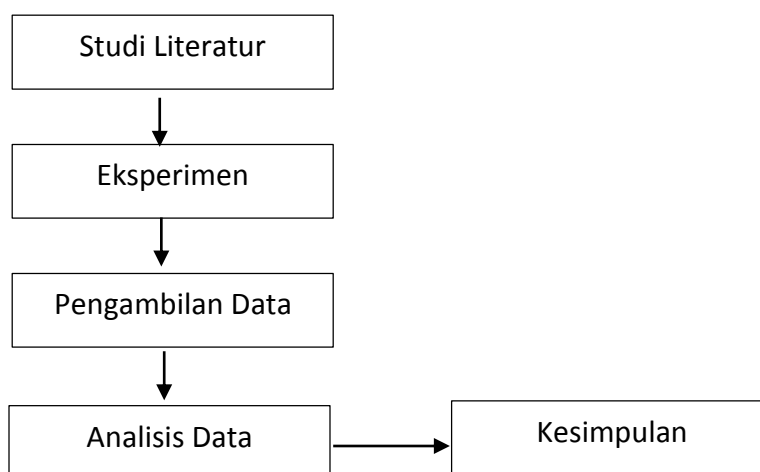 Studi Literatur
Eksperimen
Pengambilan Data
Analisis Data
Kesimpulan